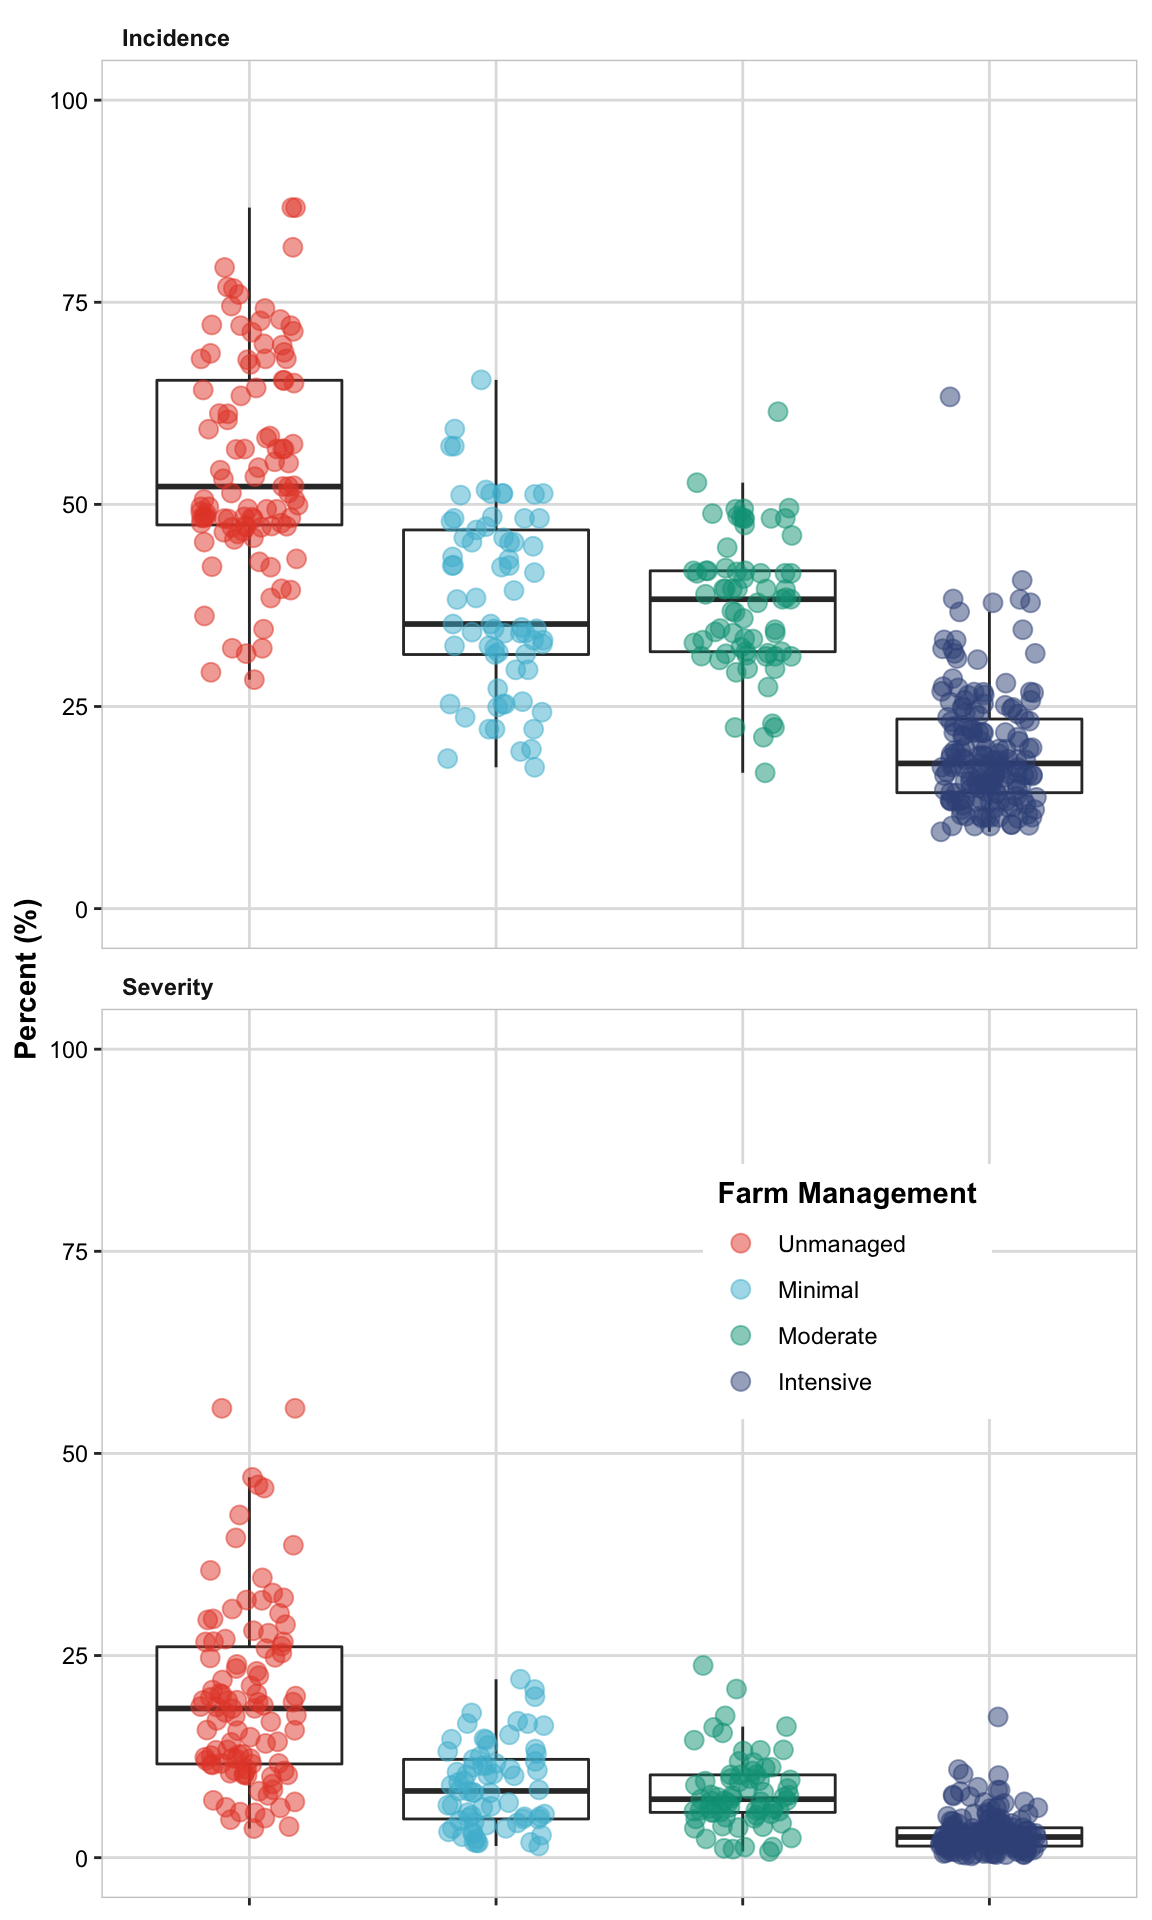 Incidence
100
75
50
25
0
Percent (%)
Severity
100
75
50
25
0
Farm Management
Unmanaged
Minimal
Moderate
Intensive